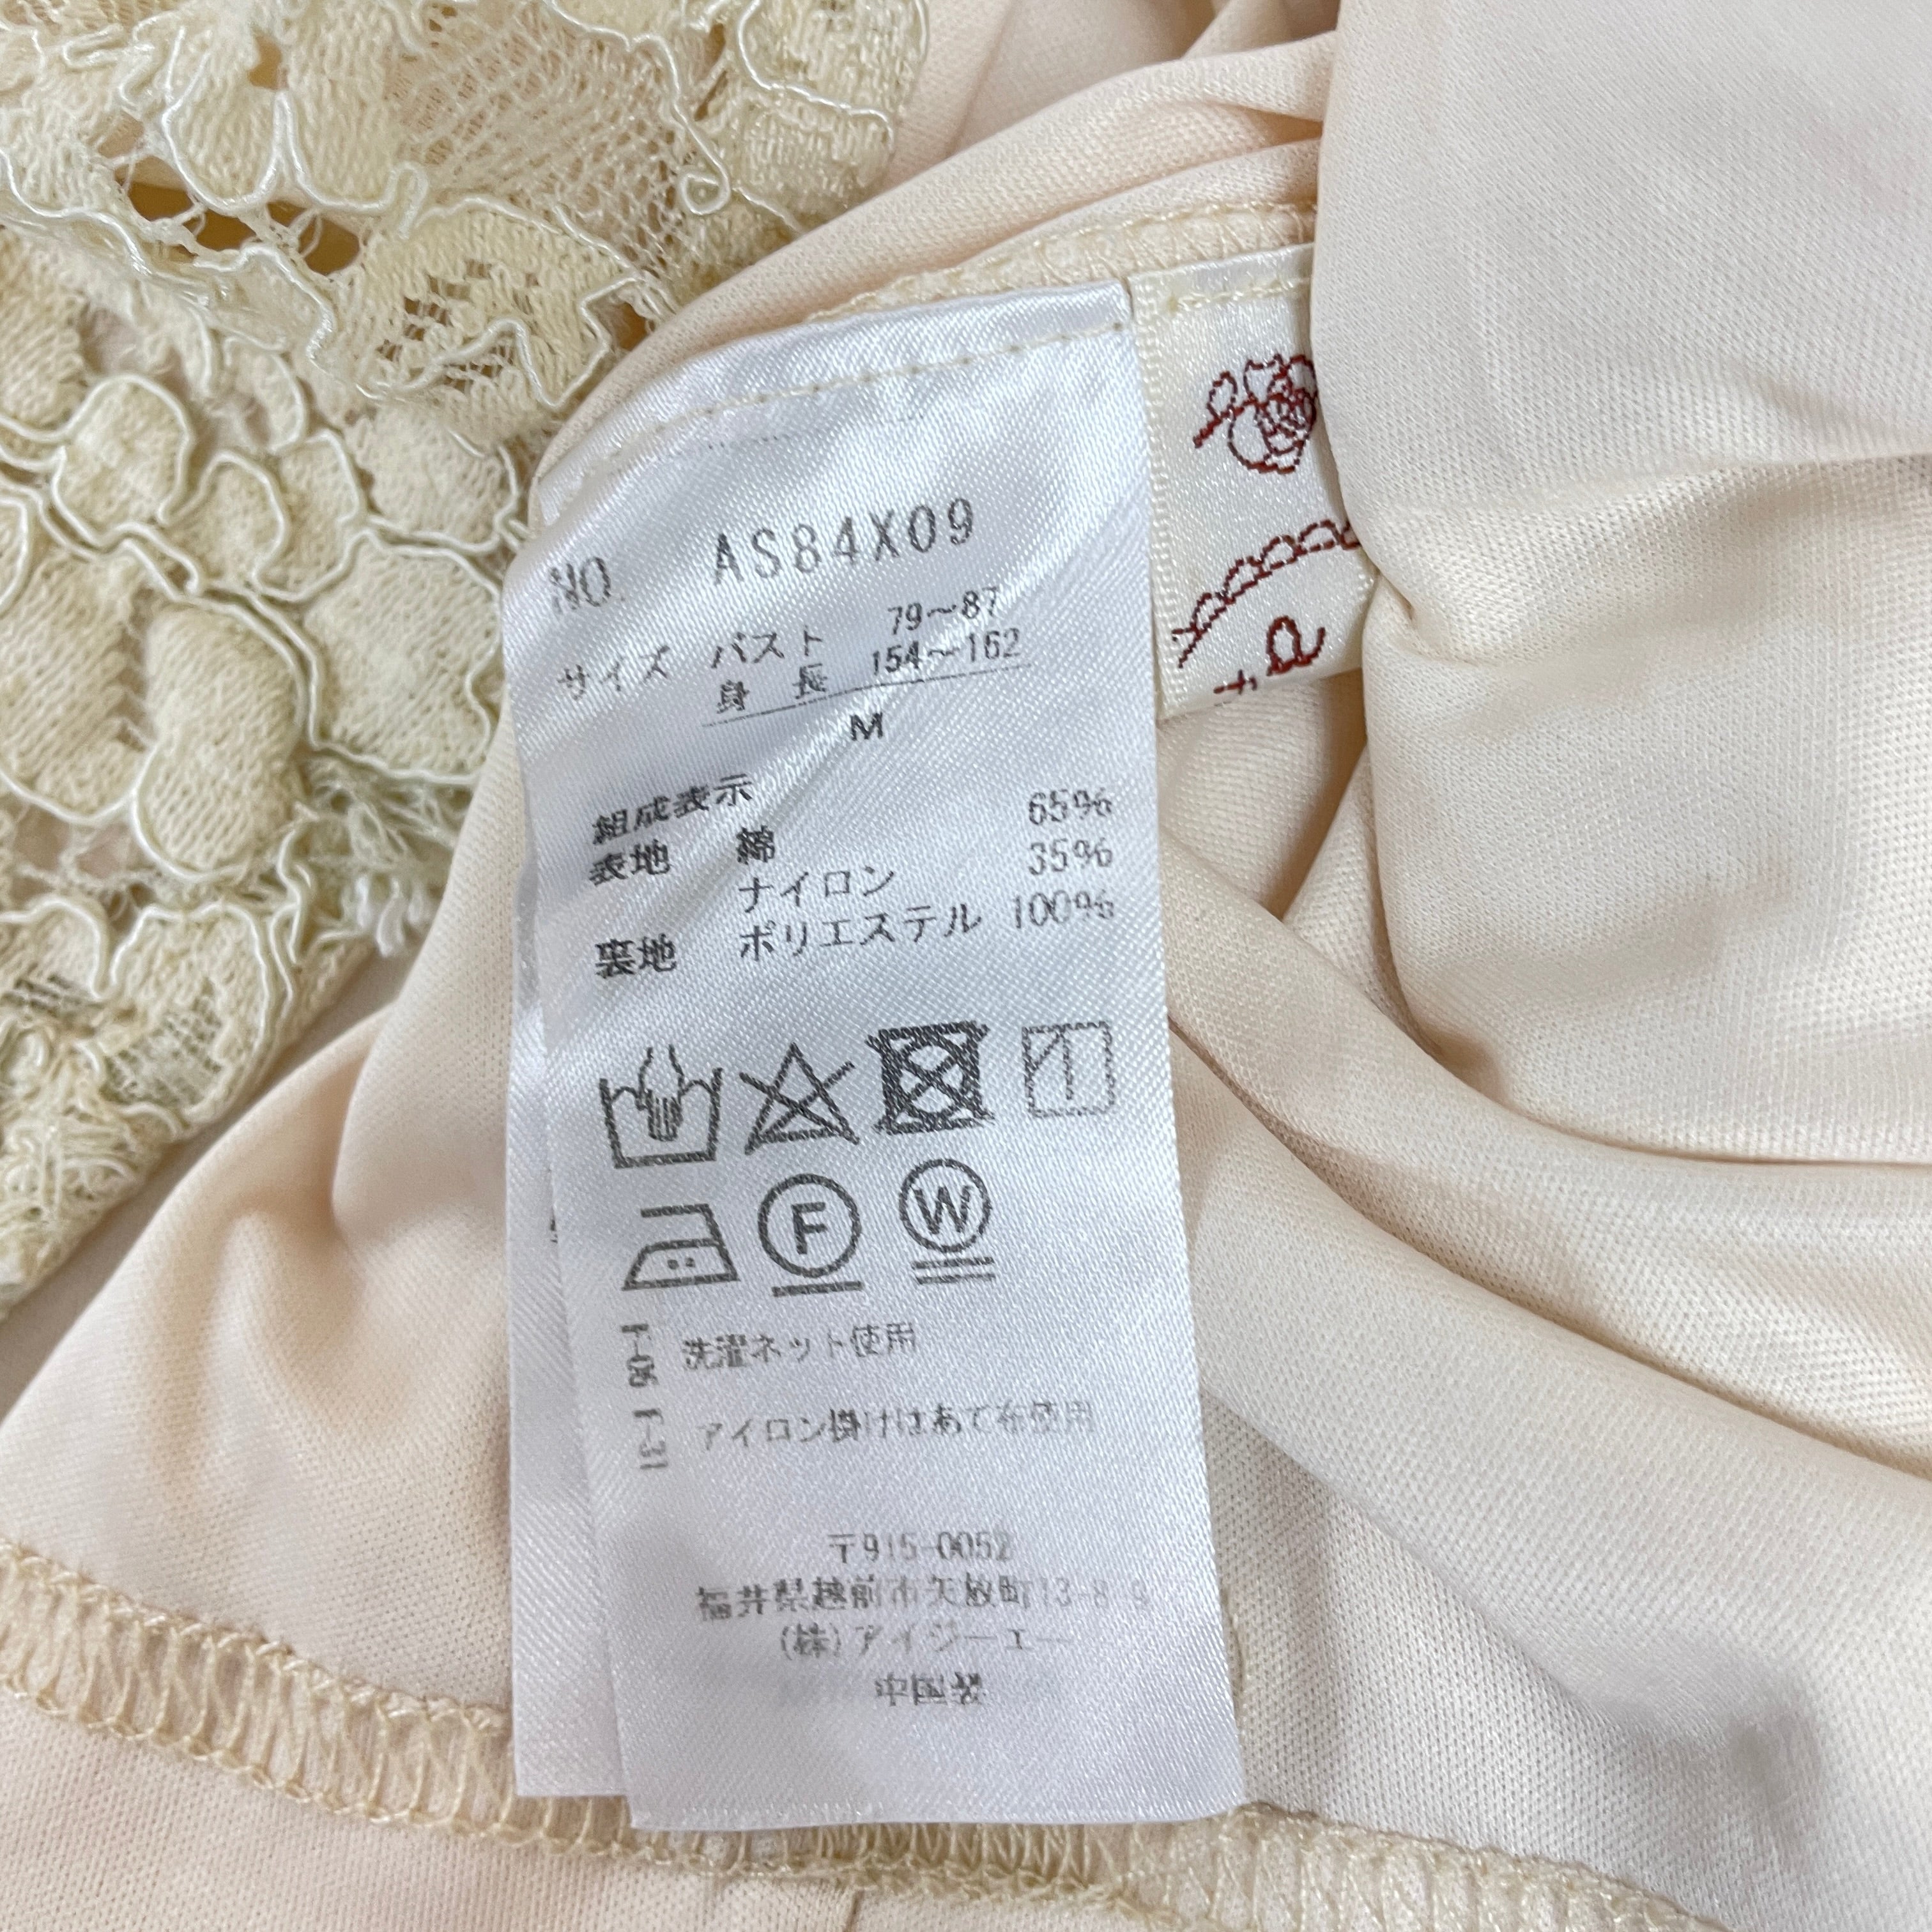 NO. AS84X09
サイズ バスト 79〜87
身 長 154〜162
M
組成表示
表地 綿 65%
ナイロン 35%
裏地 ポリエステル 100%
F
W
F-06 洗濯ネット使用
F-31 アイロン掛けはあて布使用
〒915-0052
福井県越前市矢放町13-8-9
(株)アイジーエー
中国製